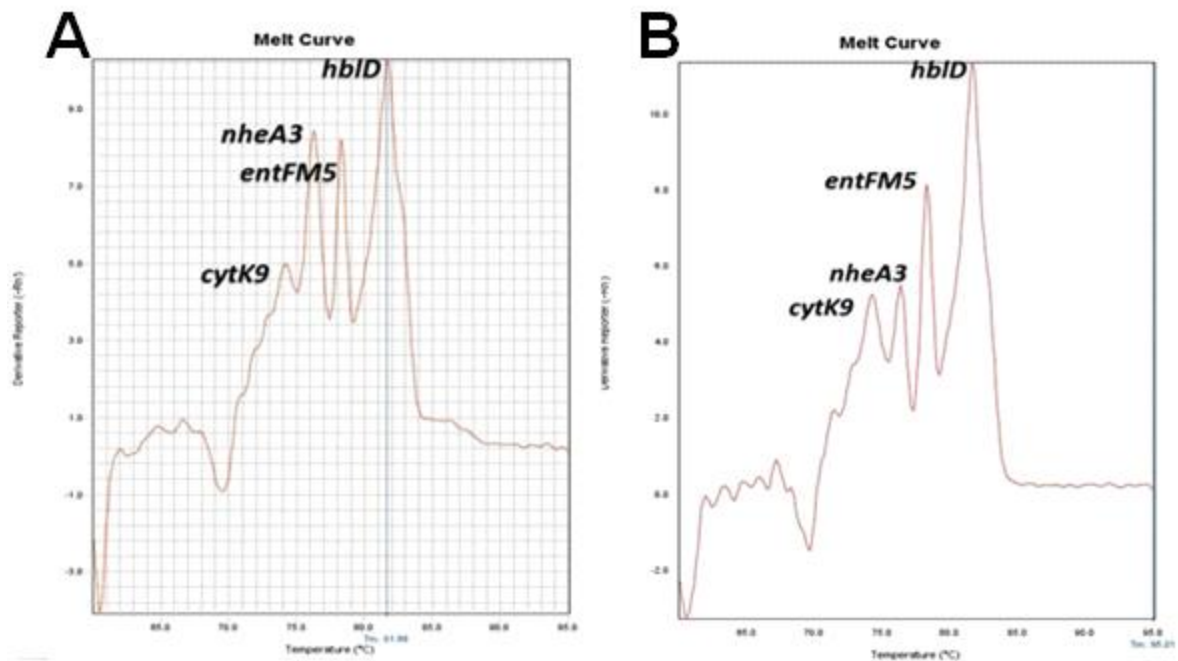 A
Melt Curve
hblD
nheA3
entFM5
cytK9
9.0
7.0
5.0
3.0
1.0
-1.0
-3.0
Derivative Reporter (-Rn')
65.0 70.0 75.0 80.0 85.0 90.0 95.0
Temperature (°C)
B
Melt Curve
hblD
entFM5
nheA3
cytK9
10.0
8.0
6.0
4.0
2.0
0.0
-2.0
Derivative Reporter (-Rn')
65.0 70.0 75.0 80.0 85.0 90.0 95.0
Temperature (°C)